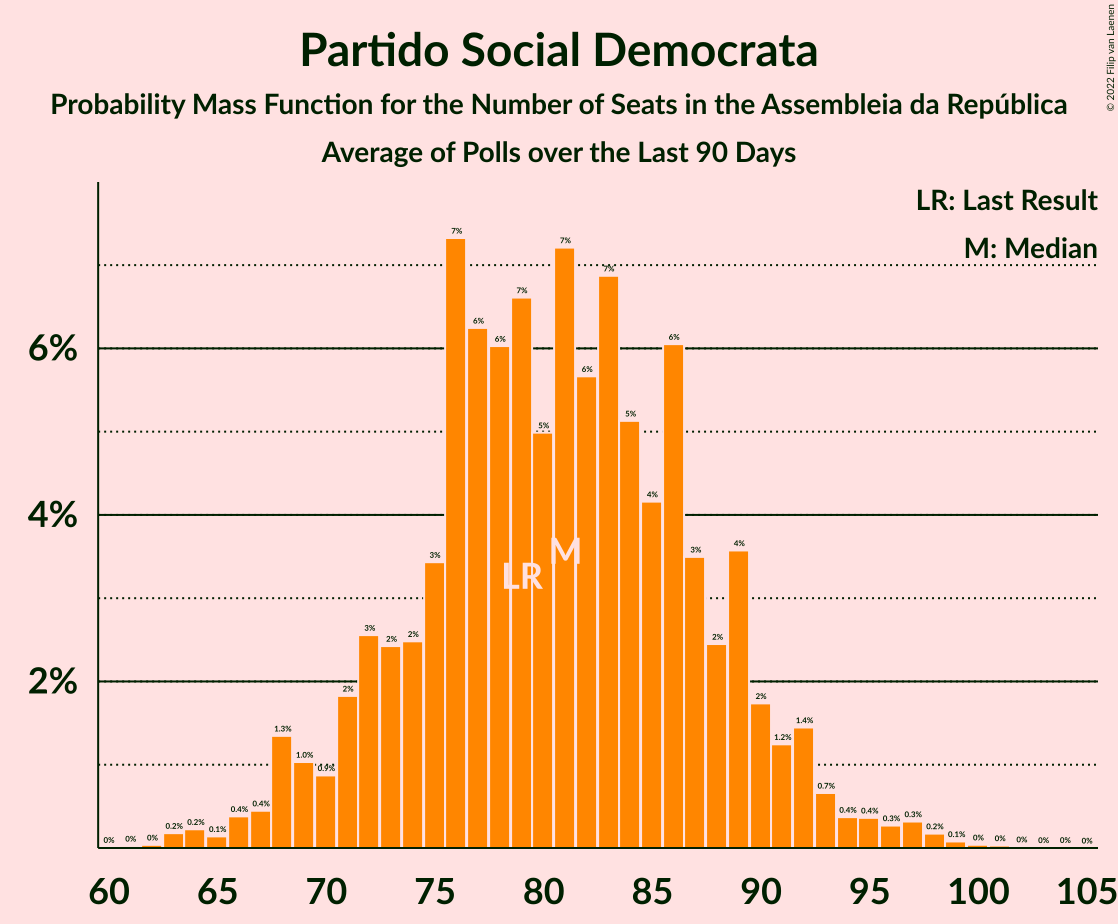 Partido Social Democrata
Probability Mass Function for the Number of Seats in the Assembleia da República
Average of Polls over the Last 90 Days
© 2022 Filip van Laenen
LR: Last Result
M: Median
6%
4%
2%
0% 0% 0% 0.2% 0.2% 0.1% 0.4% 0.4% 1.3% 1.0% 0.9% 2% 3% 2% 2% 3% 7% 6% 6% 7% 5% 7% 6% 7% 5% 4% 6% 3% 2% 4% 2% 1.2% 1.4% 0.7% 0.4% 0.4% 0.3% 0.3% 0.2% 0.1% 0% 0% 0% 0% 0% 0%
M
LR
60 65 70 75 80 85 90 95 100 105